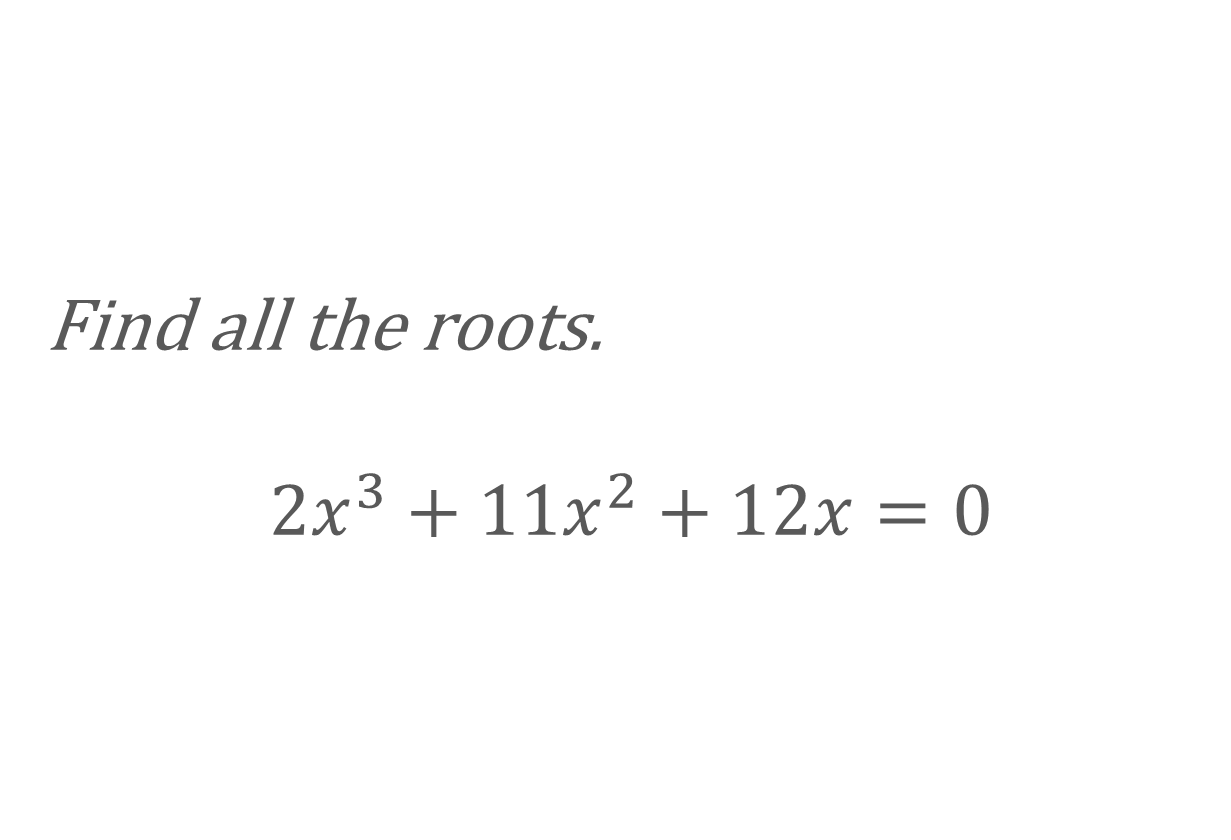 Find all the roots.
2x³ + 11x² + 12x = 0